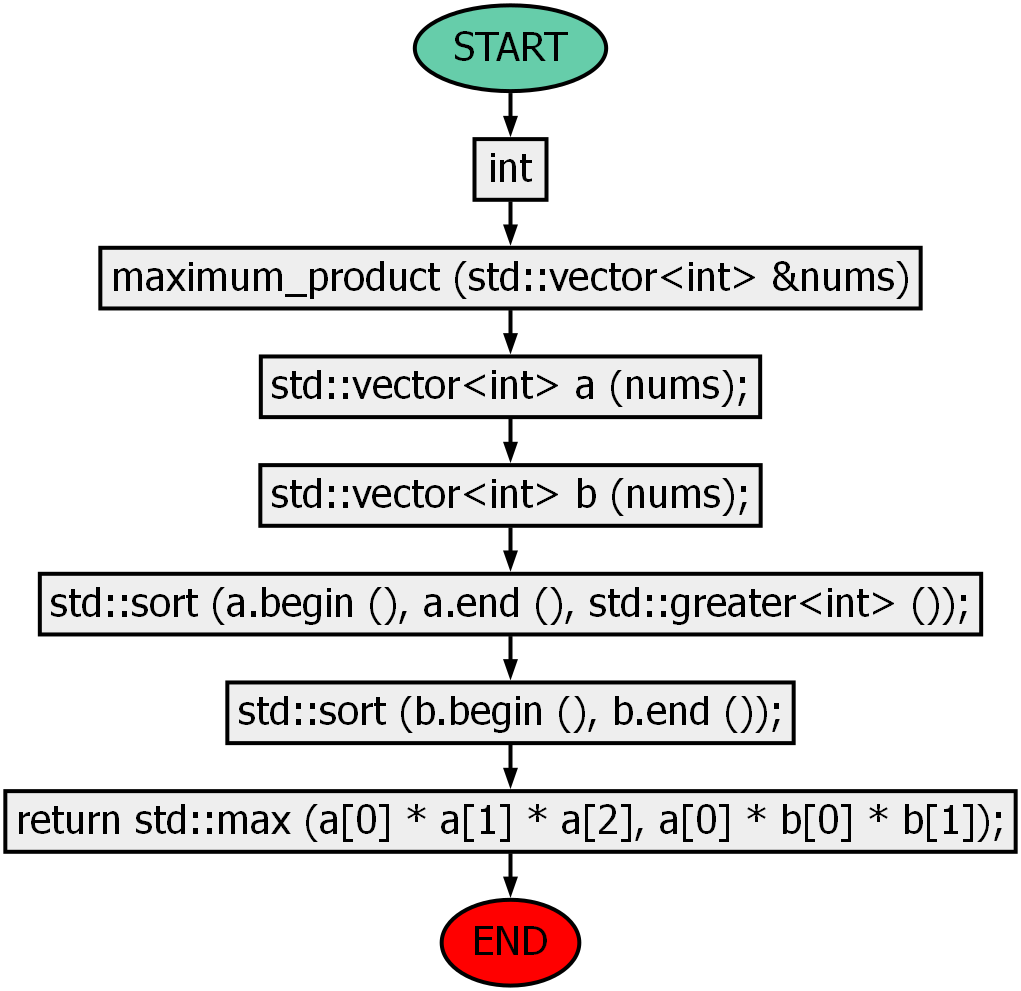 START
int
maximum_product (std::vector<int> &nums)
std::vector<int> a (nums);
std::vector<int> b (nums);
std::sort (a.begin (), a.end (), std::greater<int> ());
std::sort (b.begin (), b.end ());
return std::max (a[0] * a[1] * a[2], a[0] * b[0] * b[1]);
END